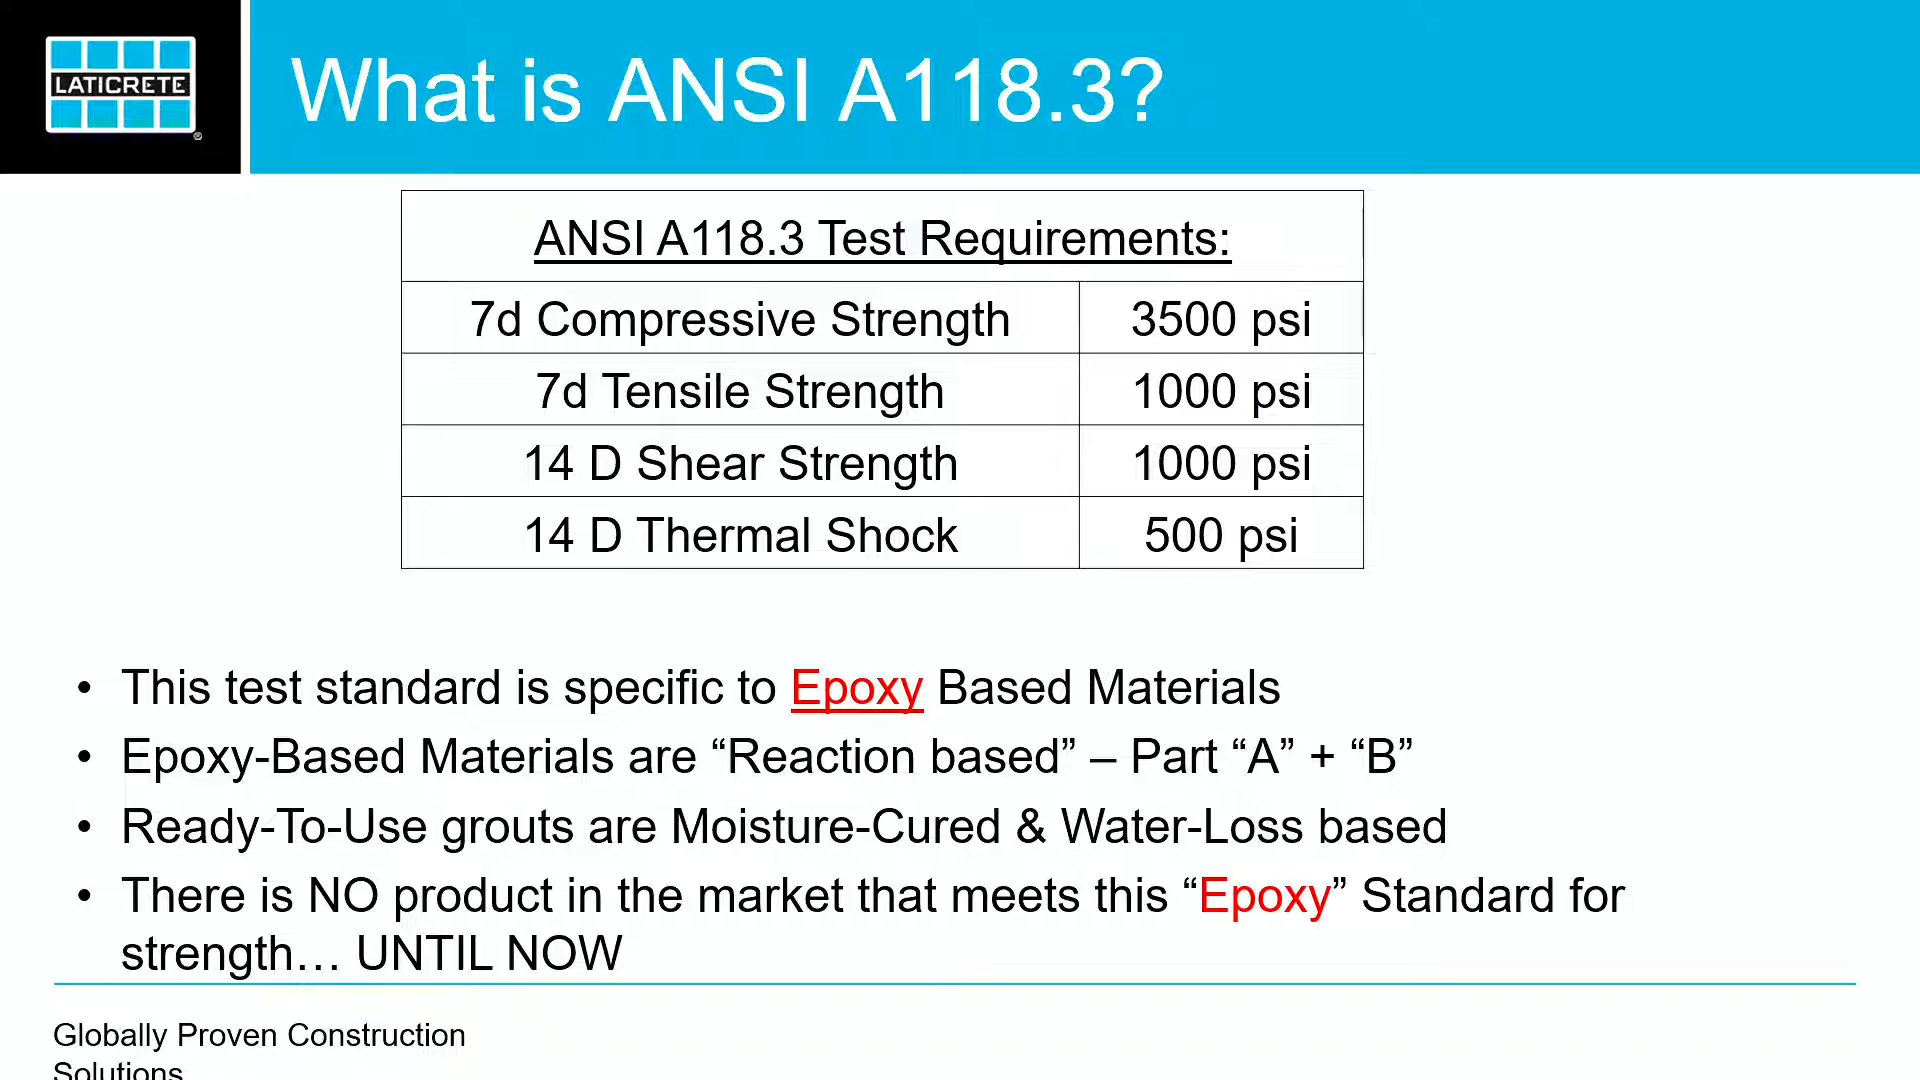 LATICRETE
®
What is ANSI A118.3?
ANSI A118.3 Test Requirements:
7d Compressive Strength 3500 psi
7d Tensile Strength 1000 psi
14 D Shear Strength 1000 psi
14 D Thermal Shock 500 psi
• This test standard is specific to Epoxy Based Materials
• Epoxy-Based Materials are “Reaction based” – Part “A” + “B”
• Ready-To-Use grouts are Moisture-Cured & Water-Loss based
• There is NO product in the market that meets this “Epoxy” Standard for
strength… UNTIL NOW
Globally Proven Construction
Solutions